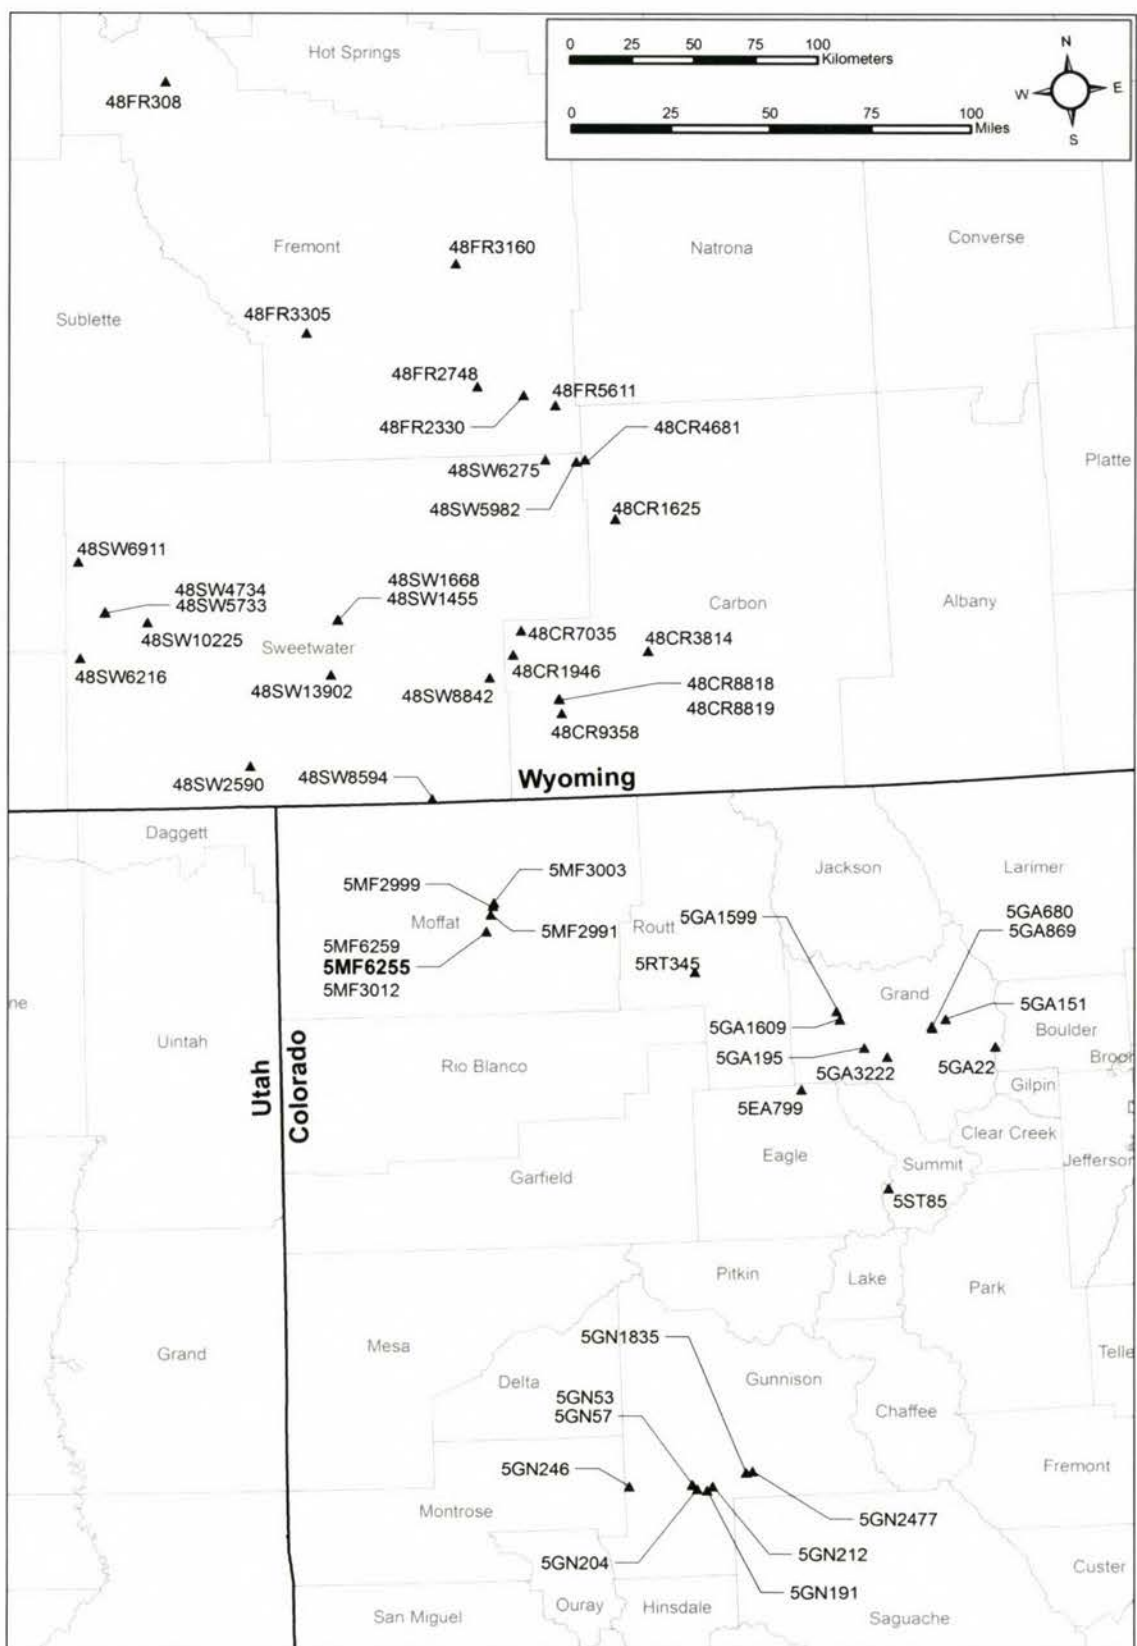 Hot Springs
0 25 50 75 100
Kilometers
0 25 50 75 100
Miles
N
W E
S
48FR308
Fremont
48FR3160
Natrona
Converse
Sublette
48FR3305
48FR2748
48FR5611
48FR2330
48CR4681
Platte
48SW6275
48SW5982
48CR1625
48SW6911
48SW4734
48SW5733
48SW1668
48SW1455
48SW10225
Sweetwater
Carbon
Albany
48CR7035
48CR3814
48SW6216
48CR1946
48SW13902
48SW8842
48CR8818
48CR8819
48CR9358
48SW2590
48SW8594
Wyoming
Daggett
Jackson
Larimer
5MF3003
5MF2999
Moffat
5MF2991
Routt
5GA1599
5GA680
5GA869
5MF6259
5MF6255
5MF3012
5RT345
Grand
ne
5GA151
5GA1609
Boulder
Uintah
Utah
Colorado
Rio Blanco
5GA195
5GA3222
5GA22
Broo
Gilpin
5EA799
Clear Creek
Eagle
Summit
Jefferson
Garfield
5ST85
Pitkin
Lake
Park
Grand
Mesa
5GN1835
Telle
Delta
Gunnison
5GN53
5GN57
Chaffee
5GN246
Fremont
Montrose
5GN2477
5GN204
5GN212
Custer
5GN191
San Miguel
Ouray
Hinsdale
Saguache